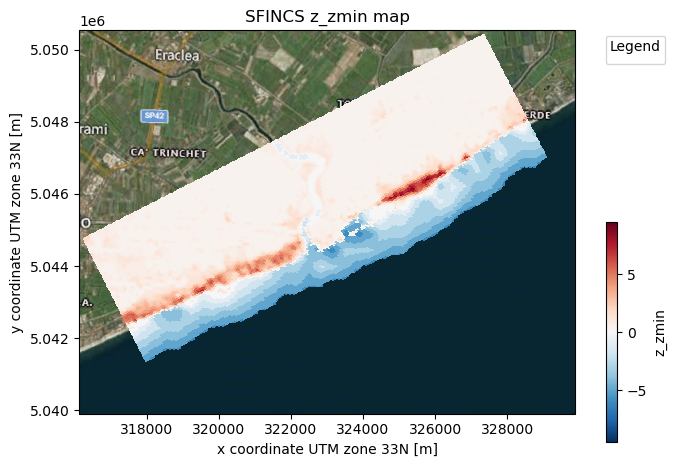 SFINCS z_zmin map
1e6
Legend
5.050
5.048
5.046
5.044
5.042
5.040
y coordinate UTM zone 33N [m]
Eraclea
SP42
rami
CA' TRINCHET
ERDE
O
A.
318000 320000 322000 324000 326000 328000
x coordinate UTM zone 33N [m]
5
0
−5
z_zmin